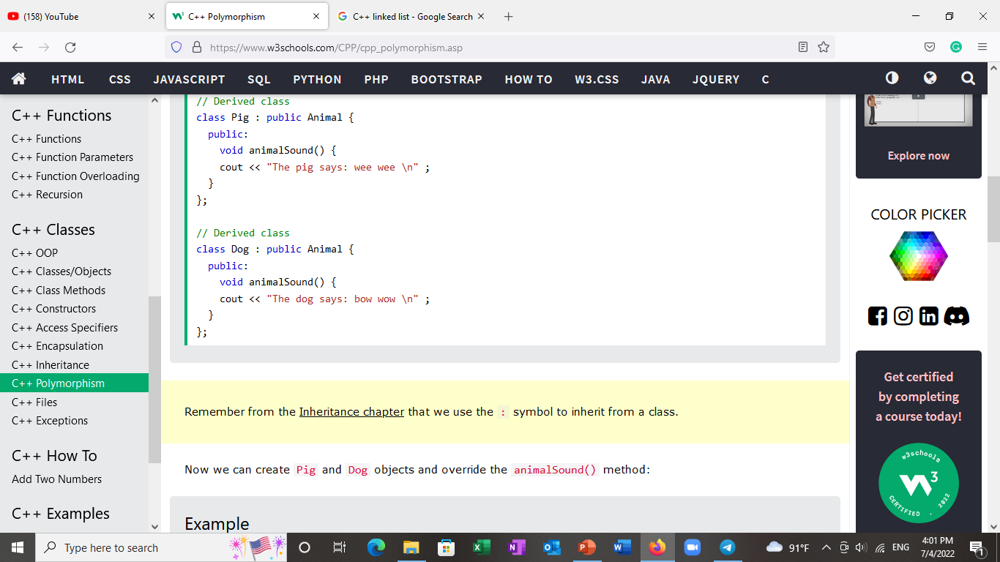 (158) YouTube
C++ Polymorphism
C++ linked list - Google Search
https://www.w3schools.com/CPP/cpp_polymorphism.asp
HTML CSS JAVASCRIPT SQL PYTHON PHP BOOTSTRAP HOW TO W3.CSS JAVA JQUERY C
C++ Functions
C++ Functions
C++ Function Parameters
C++ Function Overloading
C++ Recursion
C++ Classes
C++ OOP
C++ Classes/Objects
C++ Class Methods
C++ Constructors
C++ Access Specifiers
C++ Encapsulation
C++ Inheritance
C++ Polymorphism
C++ Files
C++ Exceptions
C++ How To
Add Two Numbers
C++ Examples
// Derived class
class Pig : public Animal {
public:
void animalSound() {
cout << "The pig says: wee wee \n" ;
}
};
// Derived class
class Dog : public Animal {
public:
void animalSound() {
cout << "The dog says: bow wow \n" ;
}
};
Remember from the Inheritance chapter that we use the : symbol to inherit from a class.
Now we can create Pig and Dog objects and override the animalSound() method:
Example
Explore now
COLOR PICKER
Get certified
by completing
a course today!
w3schools
3
CERTIFIED . 2022
Type here to search
91°F
ENG
4:01 PM
7/4/2022
1